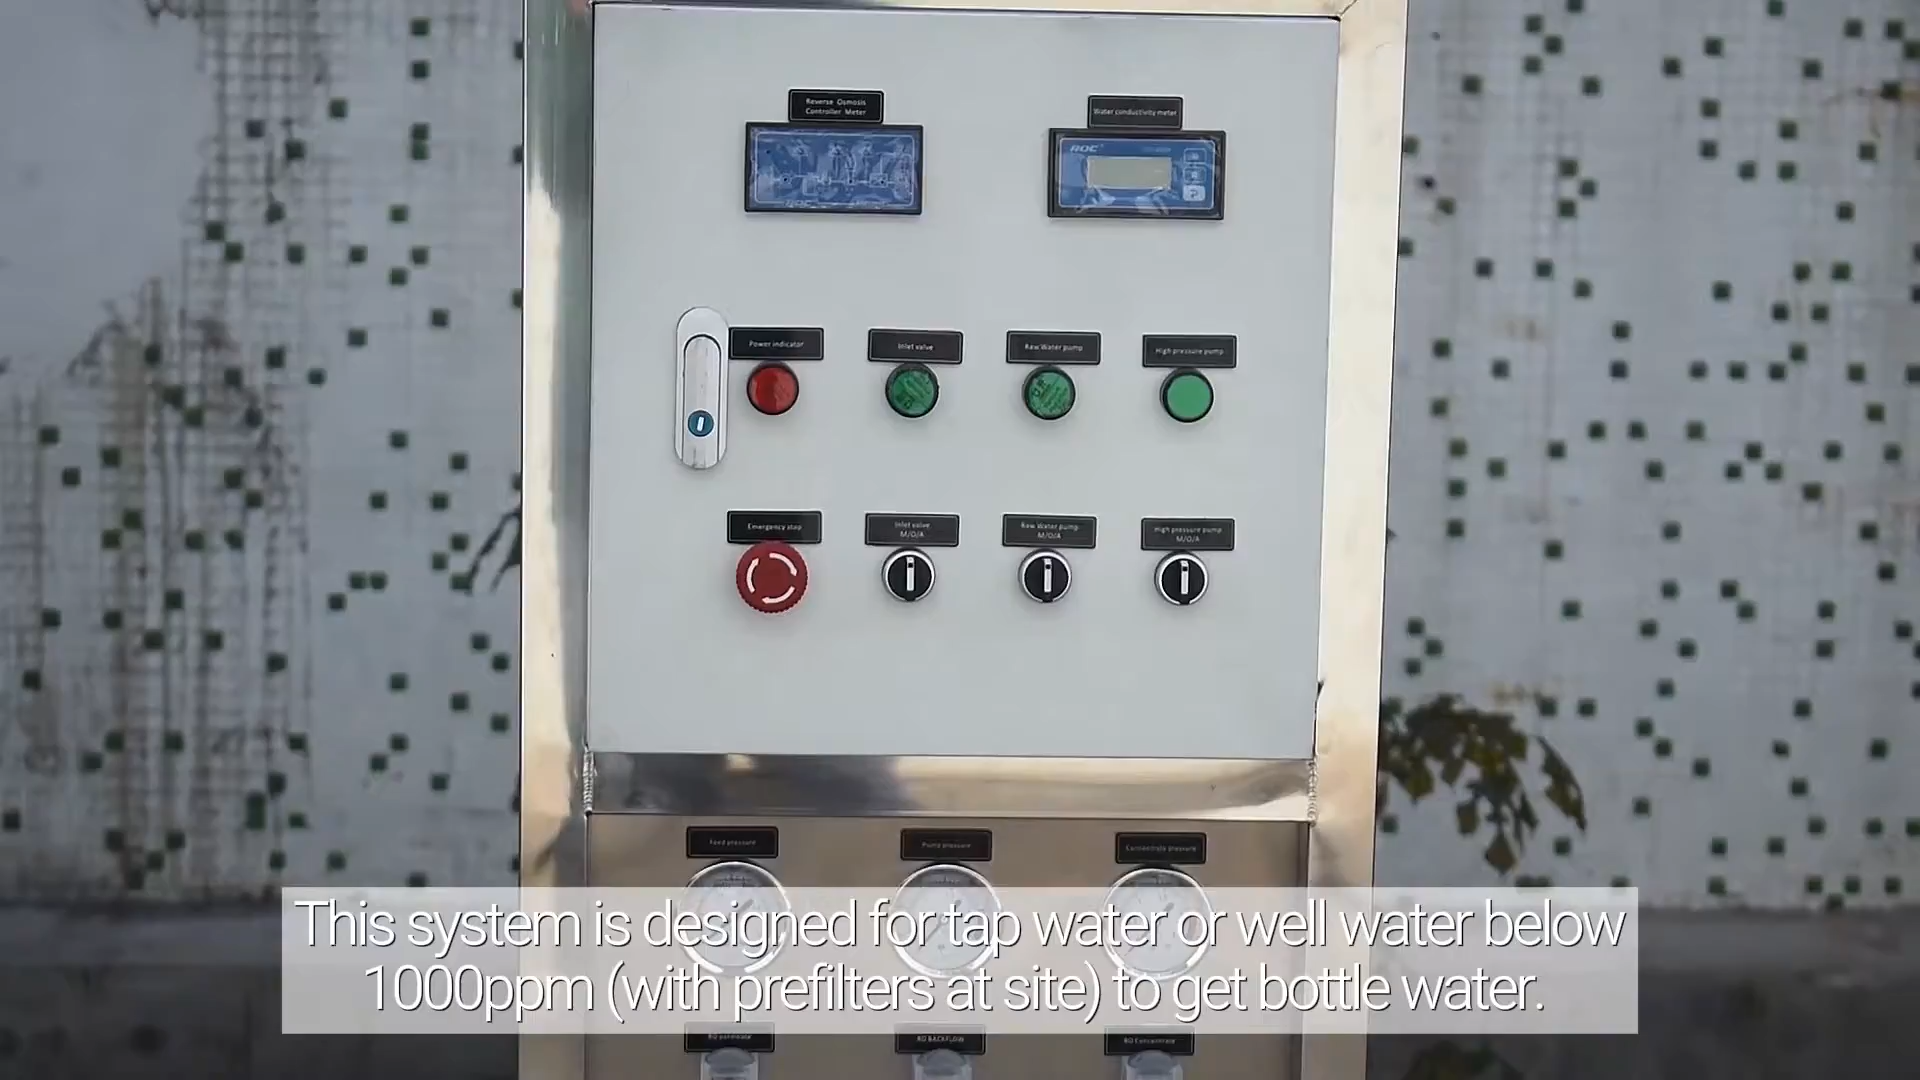 Reverse Osmosis
Controller Meter
Water conductivity meter
ROC
ROC
Power indicator
Inlet valve
Raw Water pump
High pressure pump
Emergency stop
Inlet valve
M/O/A
Raw Water pump
M/O/A
High pressure pump
M/O/A
Feed pressure
Pump pressure
Concentrate pressure
This system is designed for tap water or well water below
1000ppm (with prefilters at site) to get bottle water.
RO permeate
RO BACKFLOW
RO Concentrate